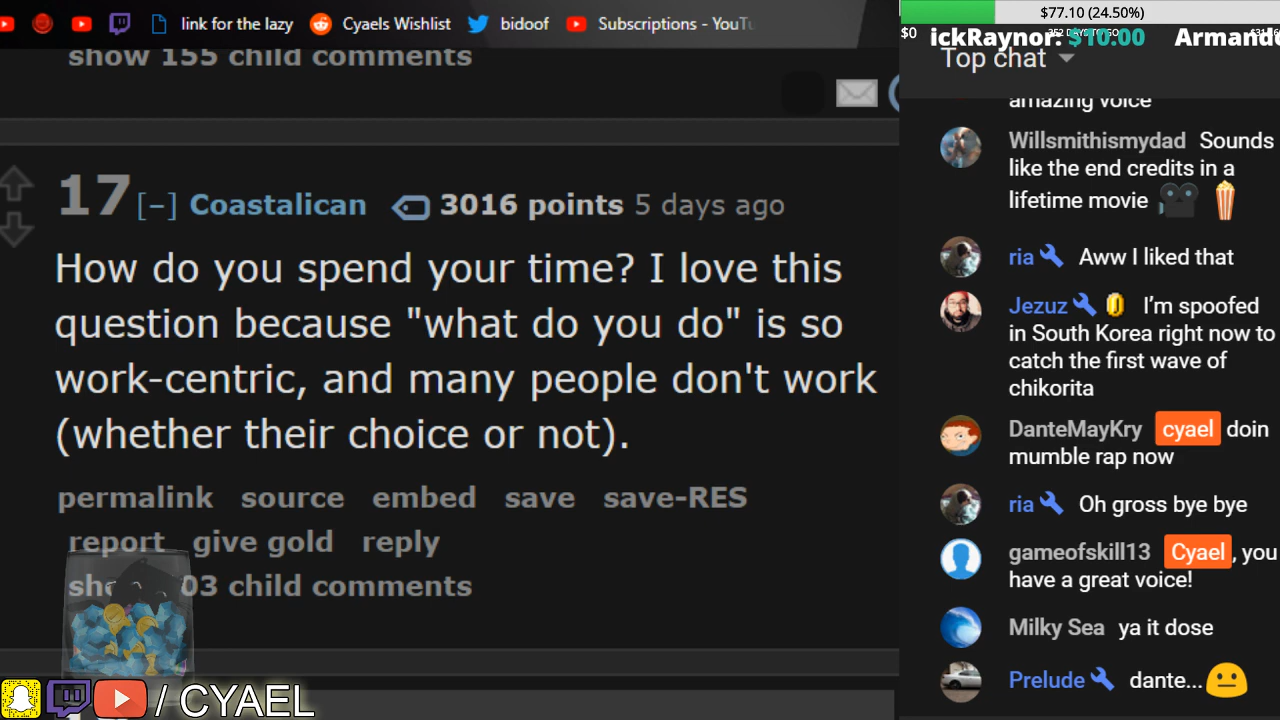 link for the lazy Cyaels Wishlist bidoof Subscriptions - YouTu
show 155 child comments
17 [–] Coastalican 3016 points 5 days ago
How do you spend your time? I love this
question because "what do you do" is so
work-centric, and many people don't work
(whether their choice or not).
permalink source embed save save-RES
report give gold reply
03 child comments
/ CYAEL
$77.10 (24.50%)
$0
ickRaynor: $10.00 Armand
Top chat
amazing voice
Willsmithismydad Sounds
like the end credits in a
lifetime movie
ria Aww I liked that
Jezuz I'm spoofed
in South Korea right now to
catch the first wave of
chikorita
DanteMayKry cyael doin
mumble rap now
ria Oh gross bye bye
gameofskill13 Cyael, you
have a great voice!
Milky Sea ya it dose
Prelude dante...